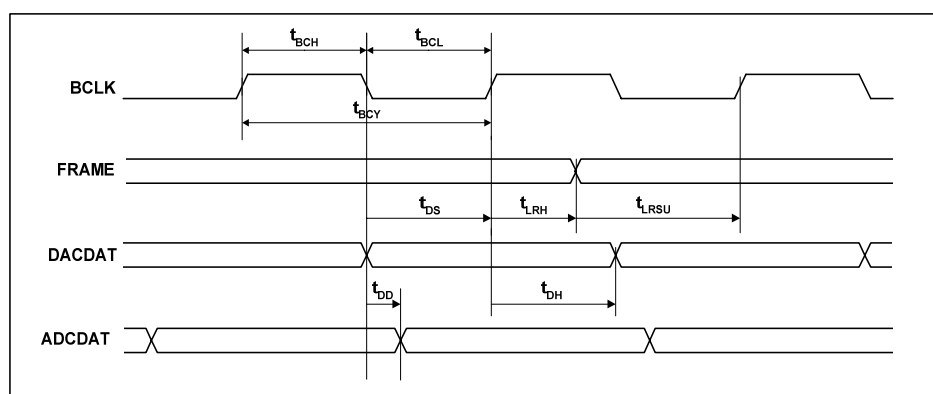 tBCH tBCL
BCLK
tBCY
FRAME
tDS tLRH tLRSU
DACDAT
tDD tDH
ADCDAT